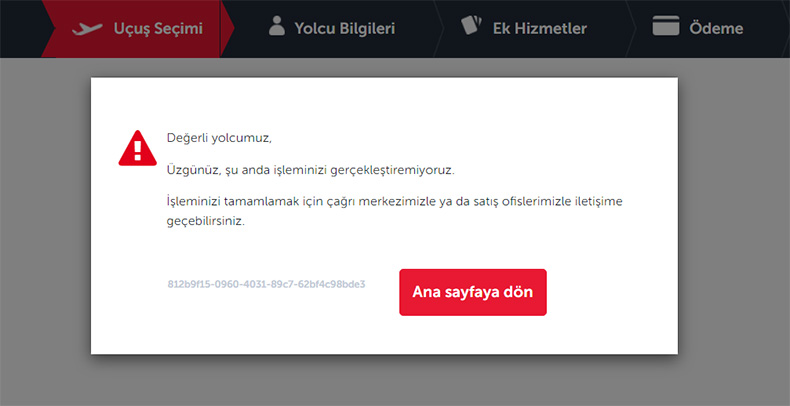 Uçuş Seçimi
Yolcu Bilgileri
Ek Hizmetler
Ödeme
Değerli yolcumuz,
Üzgünüz, şu anda işleminizi gerçekleştiremiyoruz.
İşleminizi tamamlamak için çağrı merkezimizle ya da satış ofislerimizle iletişime
geçebilirsiniz.
812b9f15-0960-4031-89c7-62bf4c98bde3
Ana sayfaya dön